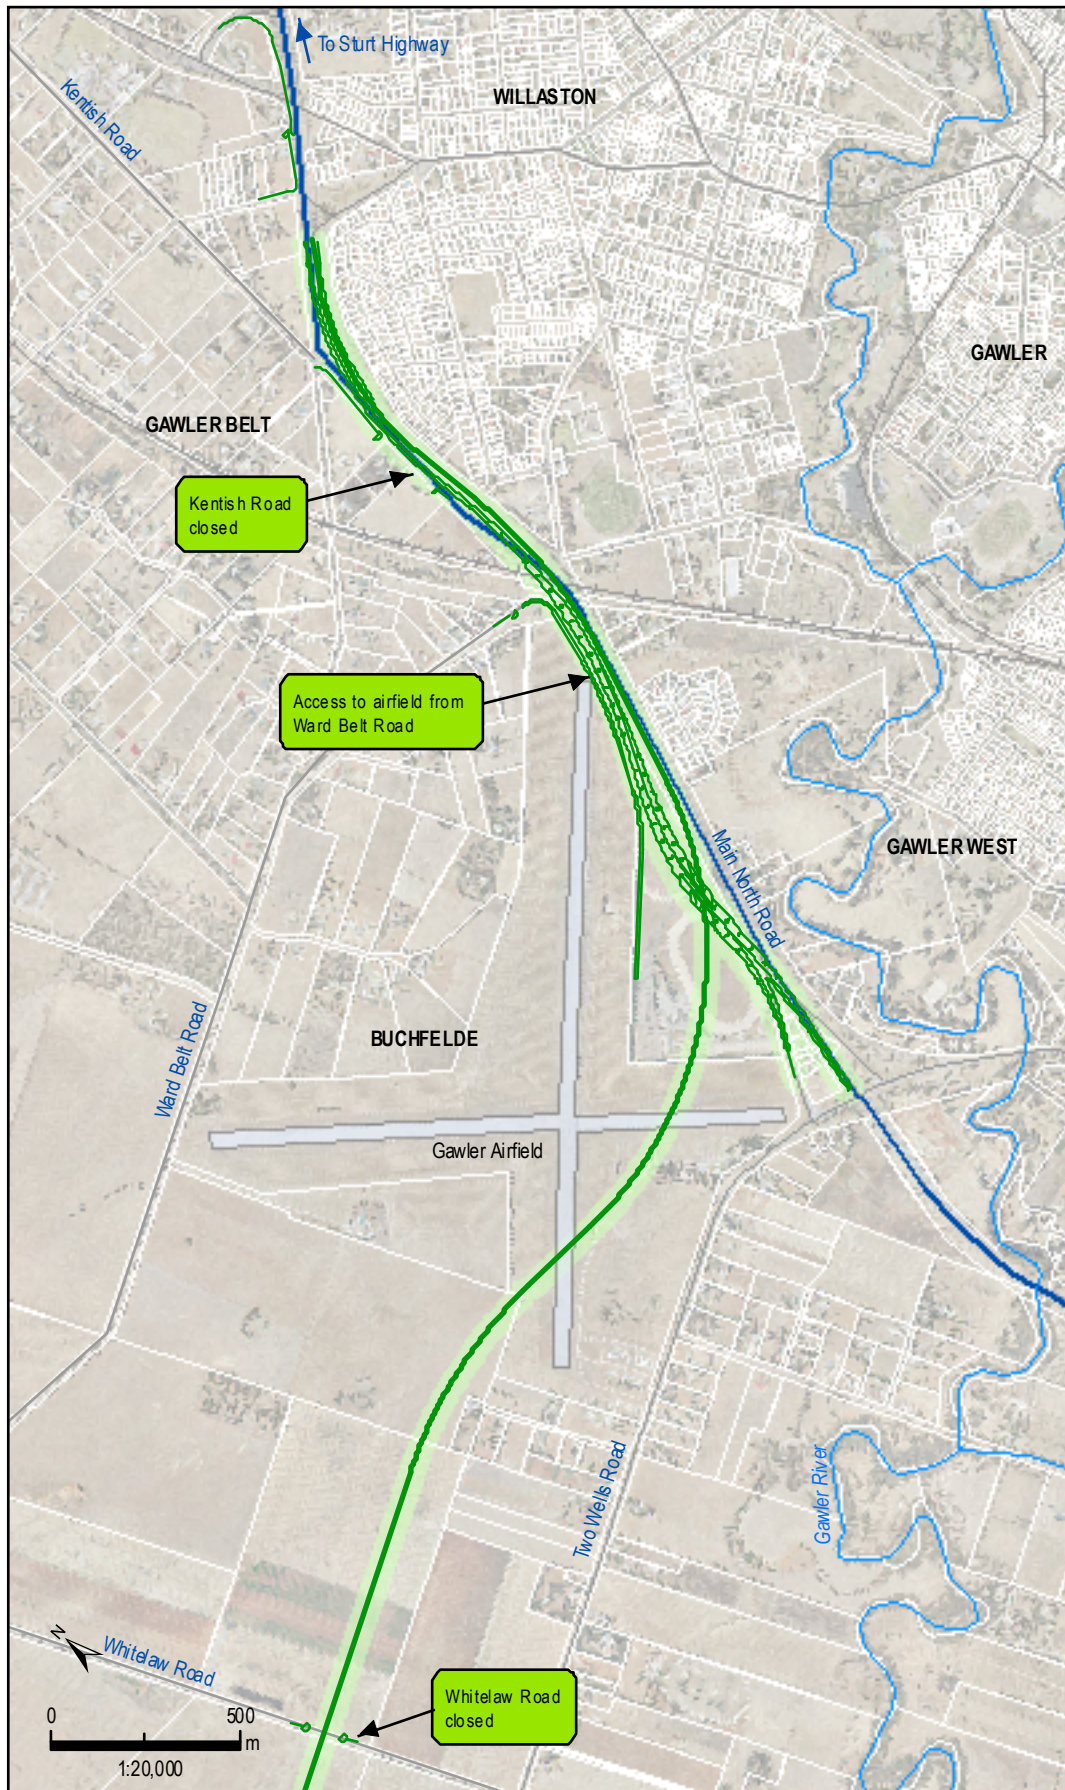 To Sturt Highway
WILLASTON
Kentish Road
GAWLER
GAWLER BELT
Kentish Road
closed
Access to airfield from
Ward Belt Road
Main North Road
GAWLER WEST
Ward Belt Road
BUCHFELDE
Gawler Airfield
Two Wells Road
Gawler River
N
Whitelaw Road
Whitelaw Road
closed
0 500
m
1:20,000